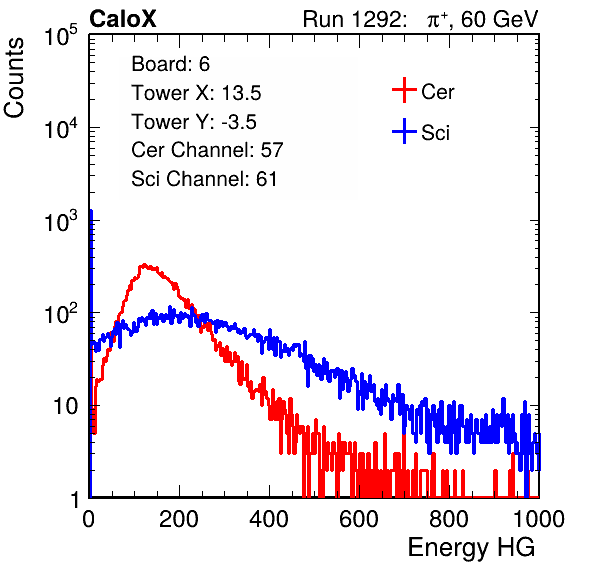 CaloX
Run 1292: π⁺, 60 GeV
Counts
10⁵
10⁴
10³
10²
10
1
Board: 6
Tower X: 13.5
Tower Y: -3.5
Cer Channel: 57
Sci Channel: 61
Cer
Sci
0 200 400 600 800 1000
Energy HG